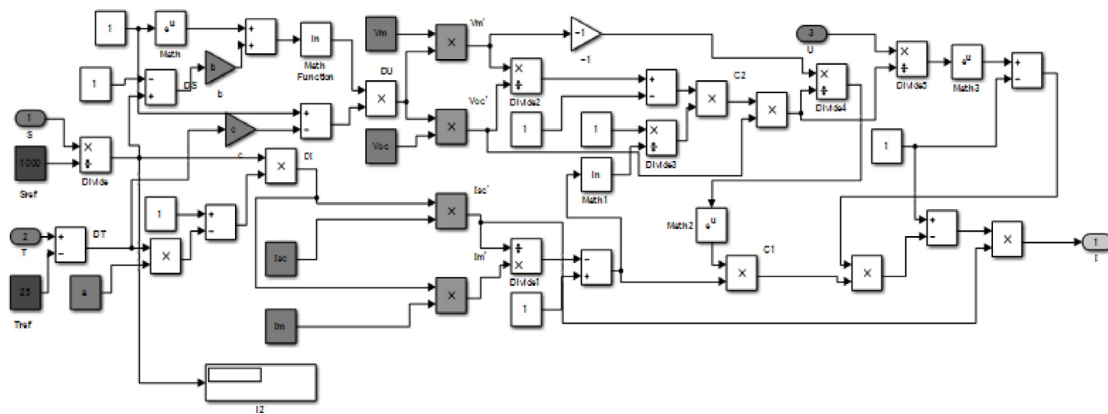 1
e^u
Math
+
+
ln
Math
Function
Vm
×
Vm'
-1
-1
3
U
×
÷
Divide5
e^u
Math3
+
−
1
−
+
DS
b
b
DU
×
×
÷
Divide2
+
−
×
C2
×
×
÷
Divide4
1
S
1000
Sref
×
÷
Divide
c
c
+
−
Voc
×
Voc'
1
1
×
÷
Divide3
1
×
DI
ln
Math1
2
T
25
Tref
+
−
DT
1
+
−
×
a
Isc
×
Isc'
e^u
Math2
+
−
×
1
I
Im
×
Im'
÷
×
Divide1
−
+
1
×
C1
×
I2